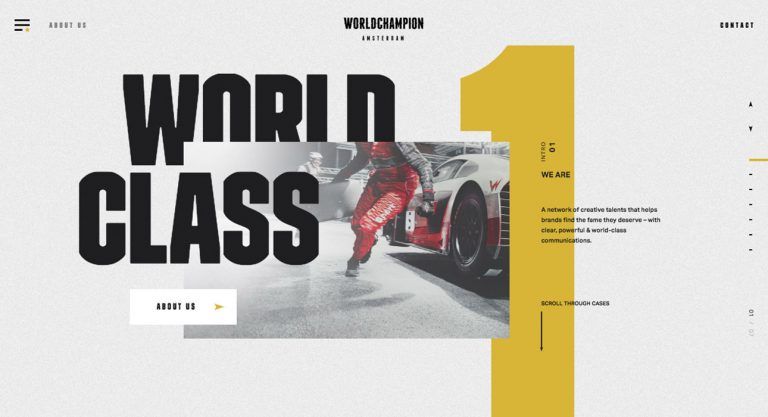 ABOUT US
WORLDCHAMPION
AMSTERDAM
CONTACT
WORLD
CLASS
1
INTRO
01
WE ARE
A network of creative talents that helps
brands find the fame they deserve – with
clear, powerful & world-class
communications.
ABOUT US
SCROLL THROUGH CASES
01 / 07